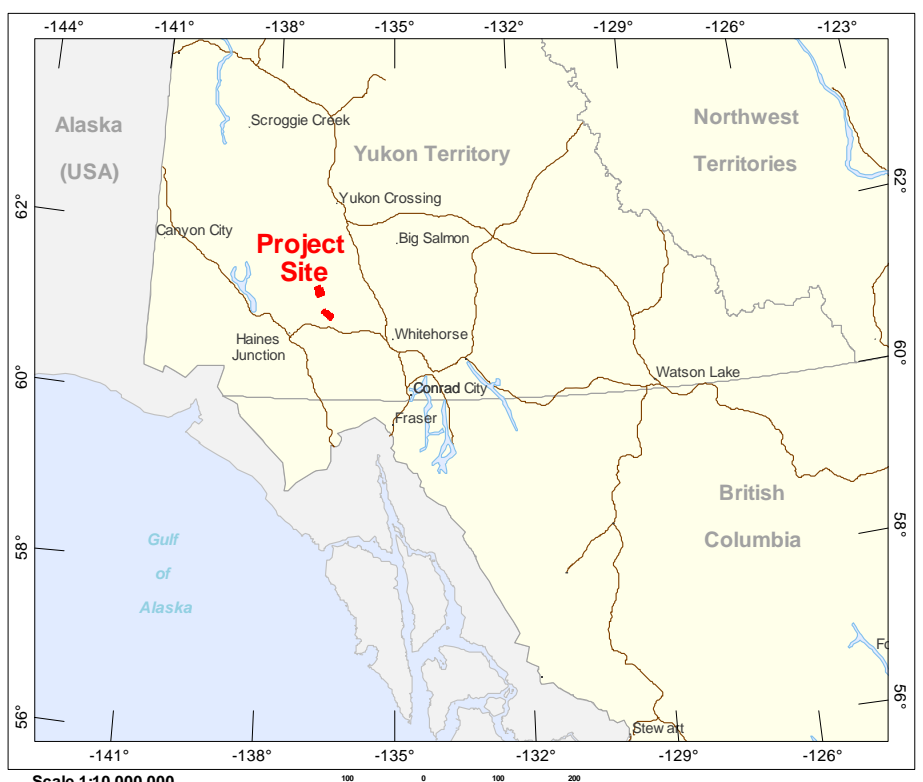 -144 -141 -138 -135 -132 -129 -126 -123
Alaska
(USA)
Scroggie Creek
Yukon Territory
Northwest
Territories
62°
62°
Yukon Crossing
Canyon City
Big Salmon
Project
Site
Haines
Junction
Whitehorse
60°
60°
Watson Lake
Conrad City
Fraser
British
Columbia
58°
58°
Gulf
of
Alaska
56°
56°
Stewart
-141 -138 -135 -132 -129 -126
Scale 1:10,000,000
100 0 100 200